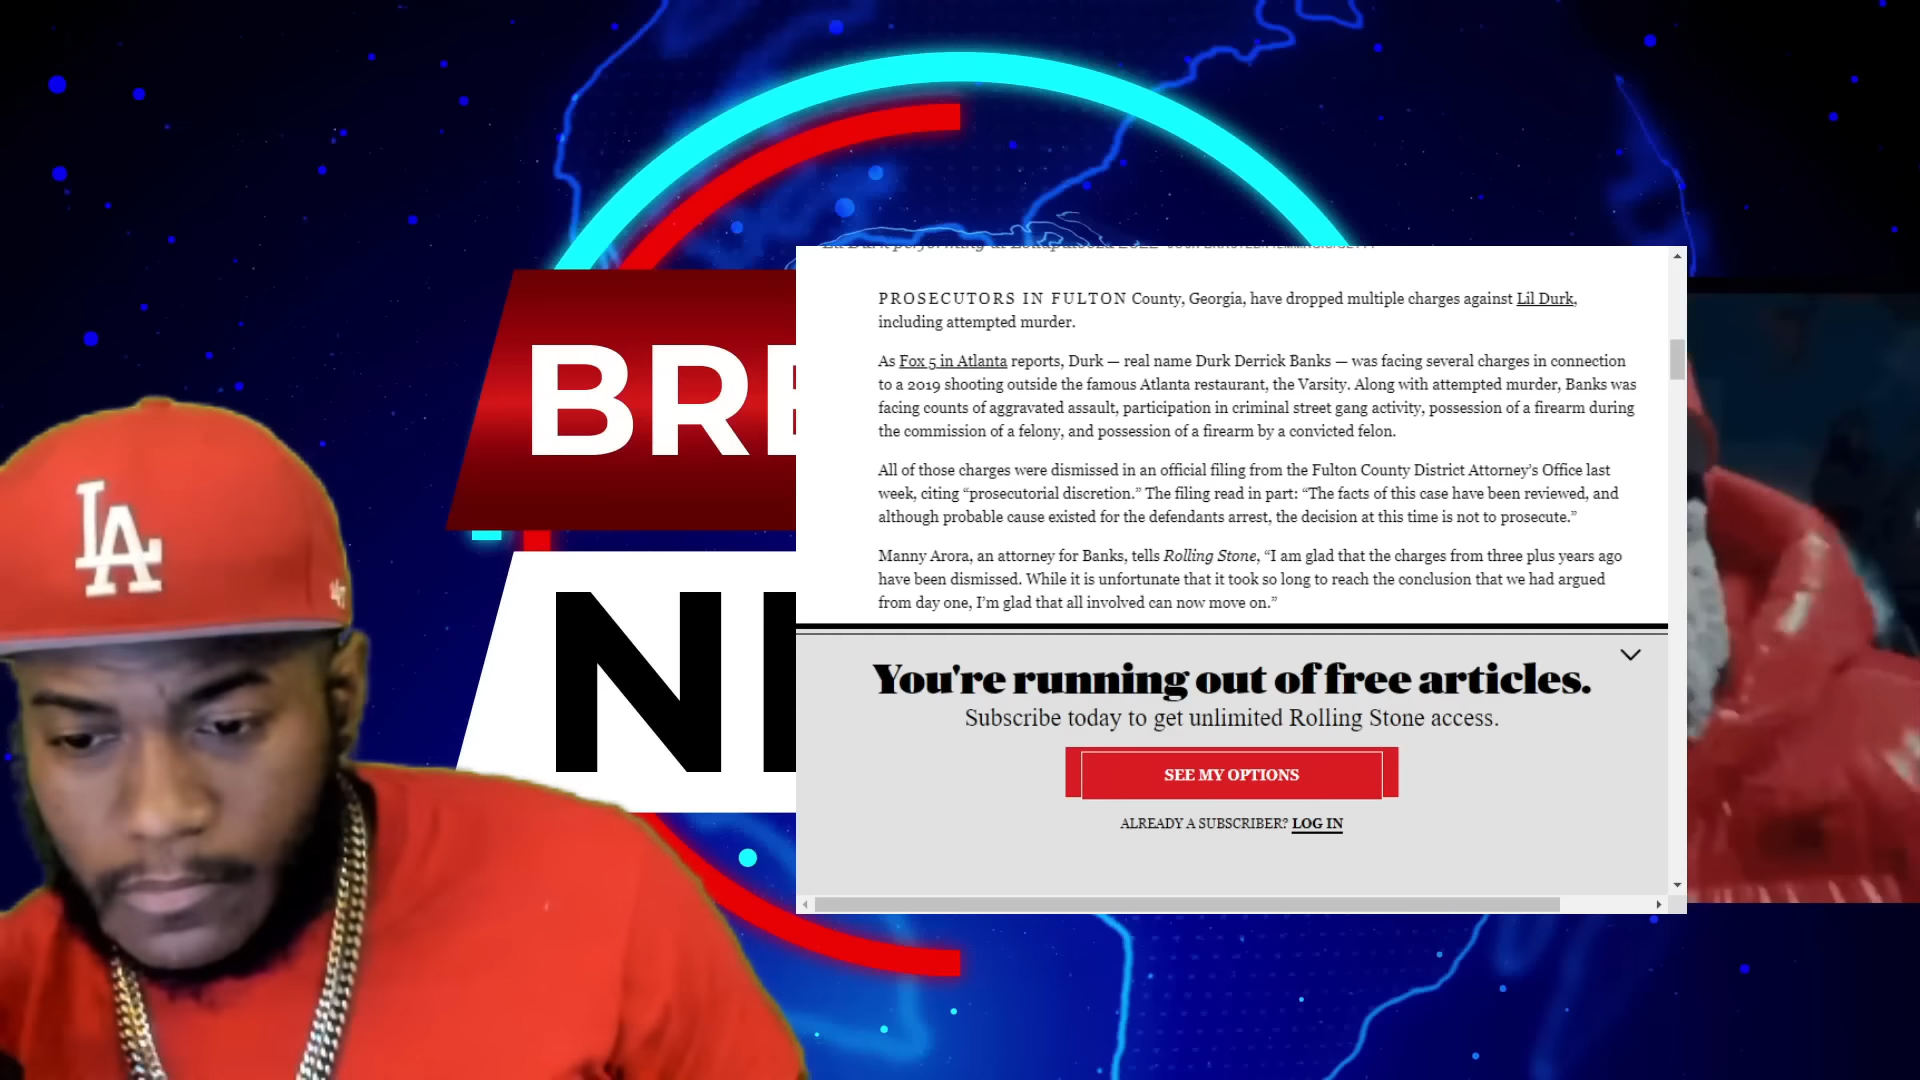 BRE
NE
LA
47
Lil Durk performing at Lollapalooza 2022
PROSECUTORS IN FULTON County, Georgia, have dropped multiple charges against Lil Durk,
including attempted murder.
As Fox 5 in Atlanta reports, Durk — real name Durk Derrick Banks — was facing several charges in connection
to a 2019 shooting outside the famous Atlanta restaurant, the Varsity. Along with attempted murder, Banks was
facing counts of aggravated assault, participation in criminal street gang activity, possession of a firearm during
the commission of a felony, and possession of a firearm by a convicted felon.
All of those charges were dismissed in an official filing from the Fulton County District Attorney’s Office last
week, citing “prosecutorial discretion.” The filing read in part: “The facts of this case have been reviewed, and
although probable cause existed for the defendants arrest, the decision at this time is not to prosecute.”
Manny Arora, an attorney for Banks, tells Rolling Stone, “I am glad that the charges from three plus years ago
have been dismissed. While it is unfortunate that it took so long to reach the conclusion that we had argued
from day one, I’m glad that all involved can now move on.”
You're running out of free articles.
Subscribe today to get unlimited Rolling Stone access.
SEE MY OPTIONS
ALREADY A SUBSCRIBER? LOG IN